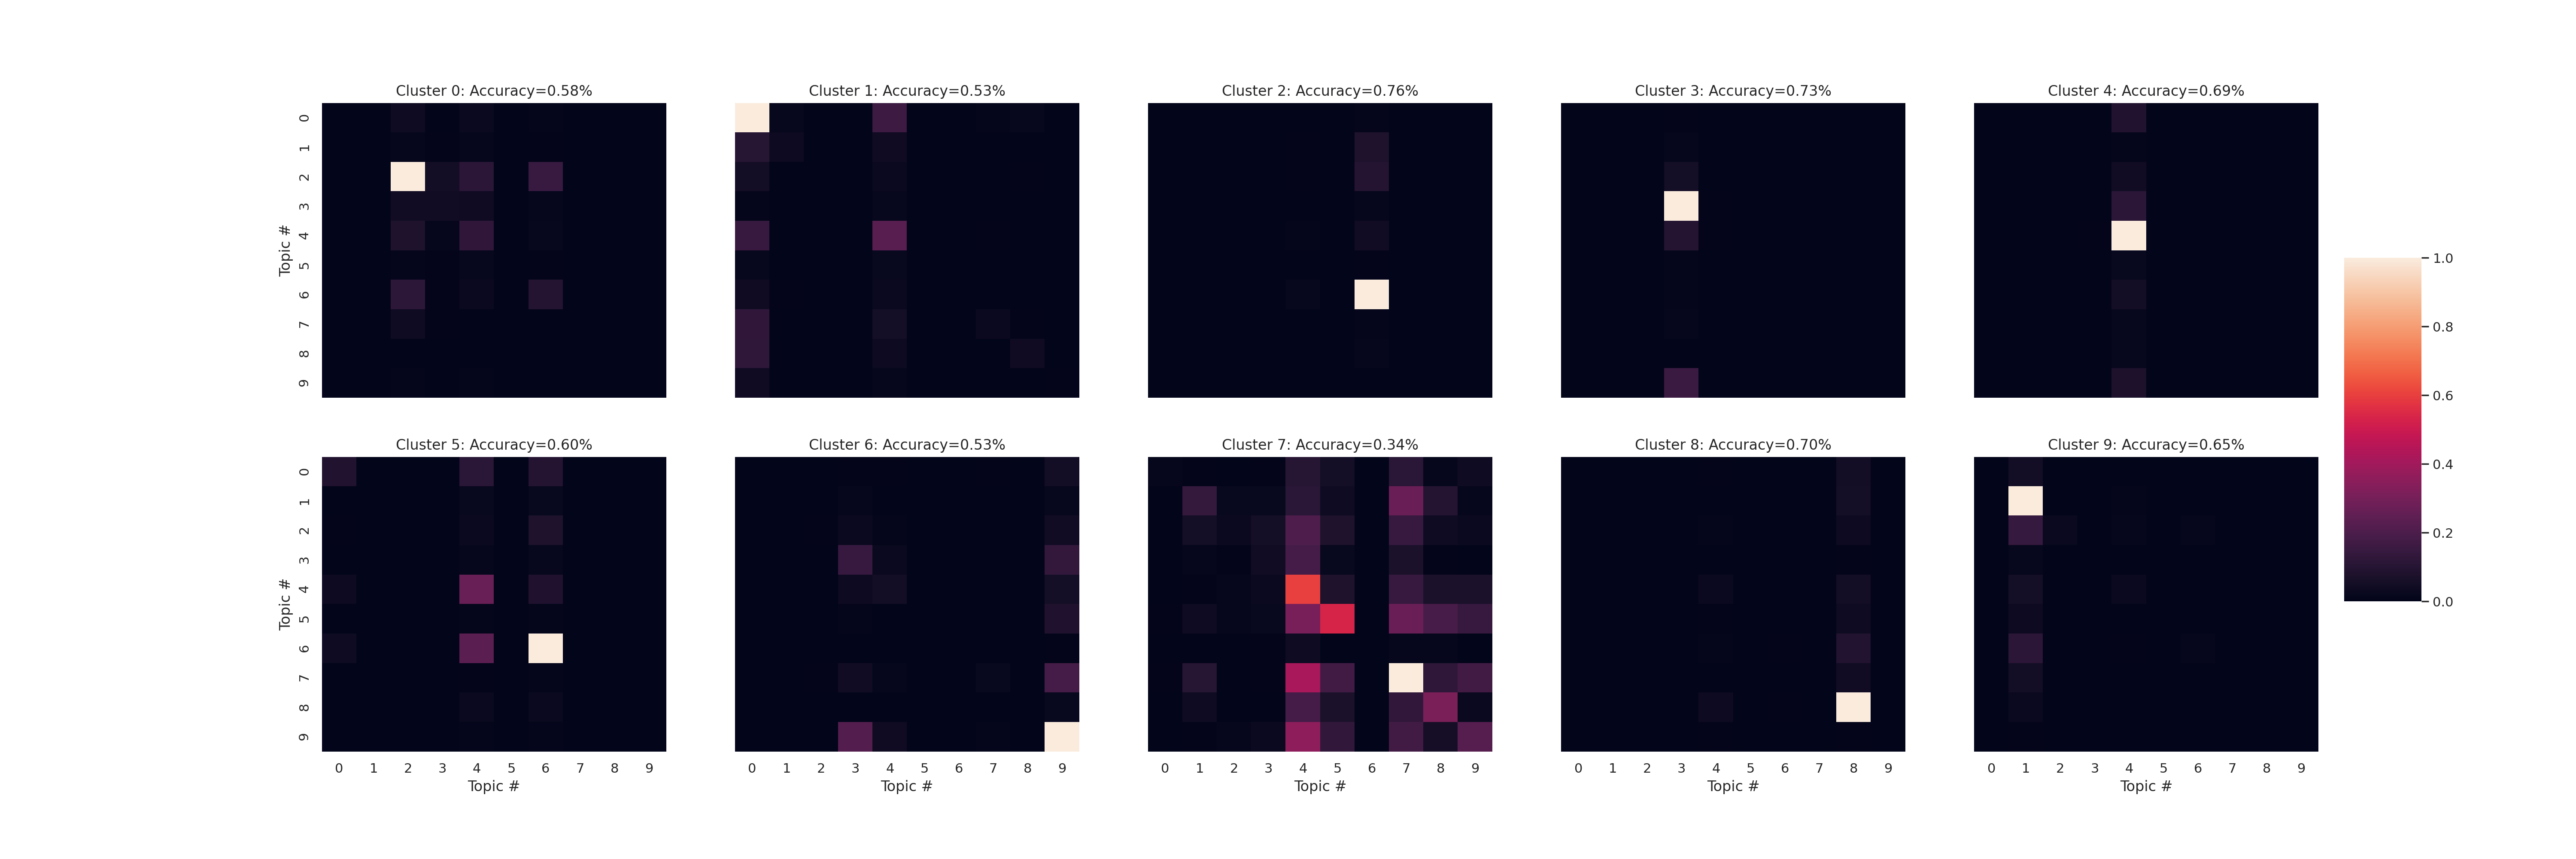 Cluster 0: Accuracy=0.58%
Cluster 1: Accuracy=0.53%
Cluster 2: Accuracy=0.76%
Cluster 3: Accuracy=0.73%
Cluster 4: Accuracy=0.69%
Topic #
0
1
2
3
4
5
6
7
8
9
Cluster 5: Accuracy=0.60%
Cluster 6: Accuracy=0.53%
Cluster 7: Accuracy=0.34%
Cluster 8: Accuracy=0.70%
Cluster 9: Accuracy=0.65%
Topic #
0
1
2
3
4
5
6
7
8
9
0 1 2 3 4 5 6 7 8 9
Topic #
0 1 2 3 4 5 6 7 8 9
Topic #
0 1 2 3 4 5 6 7 8 9
Topic #
0 1 2 3 4 5 6 7 8 9
Topic #
0 1 2 3 4 5 6 7 8 9
Topic #
1.0
0.8
0.6
0.4
0.2
0.0